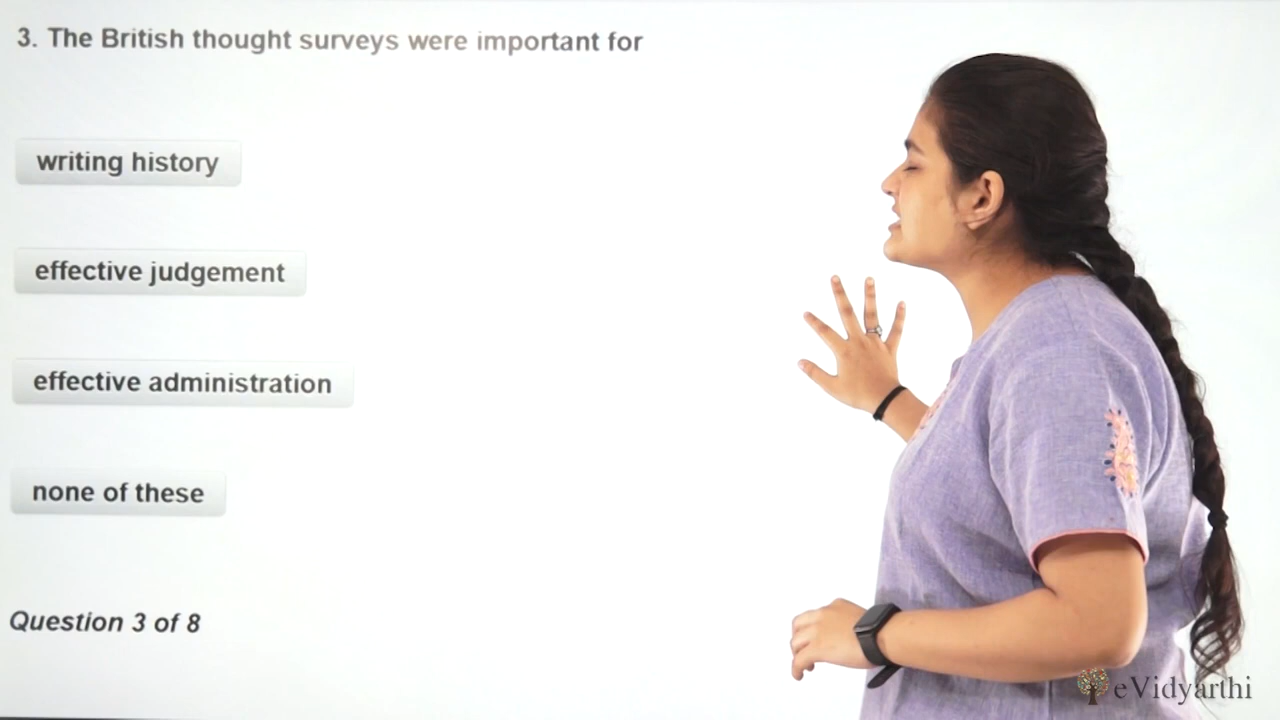 3. The British thought surveys were important for
writing history
effective judgement
effective administration
none of these
Question 3 of 8
eVidyarthi